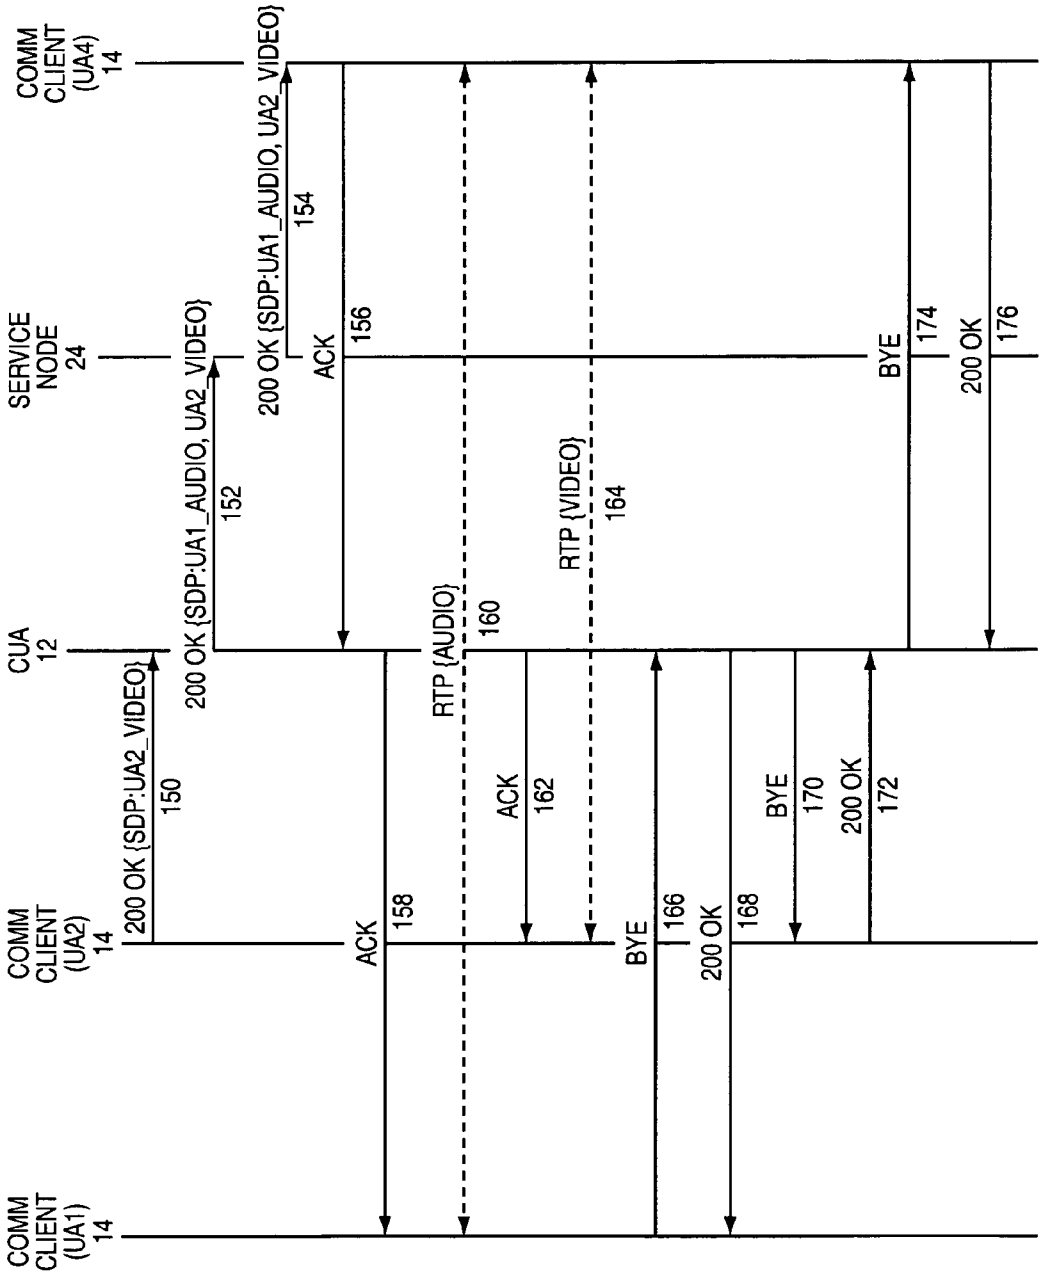 COMM
CLIENT
(UA1)
14
COMM
CLIENT
(UA2)
14
CUA
12
SERVICE
NODE
24
COMM
CLIENT
(UA4)
14
200 OK {SDP:UA2_VIDEO}
150
200 OK {SDP:UA1_AUDIO, UA2_VIDEO}
152
200 OK {SDP:UA1_AUDIO, UA2_VIDEO}
154
ACK
156
ACK
158
RTP {AUDIO}
160
ACK
162
RTP {VIDEO}
164
BYE
166
200 OK
168
BYE
170
200 OK
172
BYE
174
200 OK
176